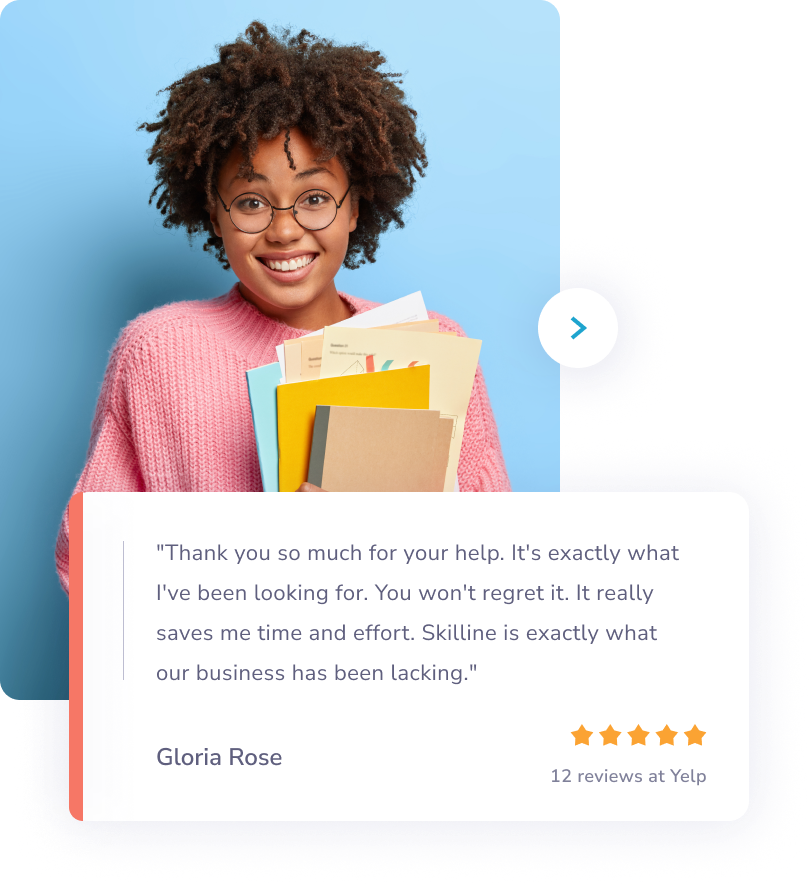 "Thank you so much for your help. It's exactly what
I've been looking for. You won't regret it. It really
saves me time and effort. Skilline is exactly what
our business has been lacking."
Gloria Rose
12 reviews at Yelp